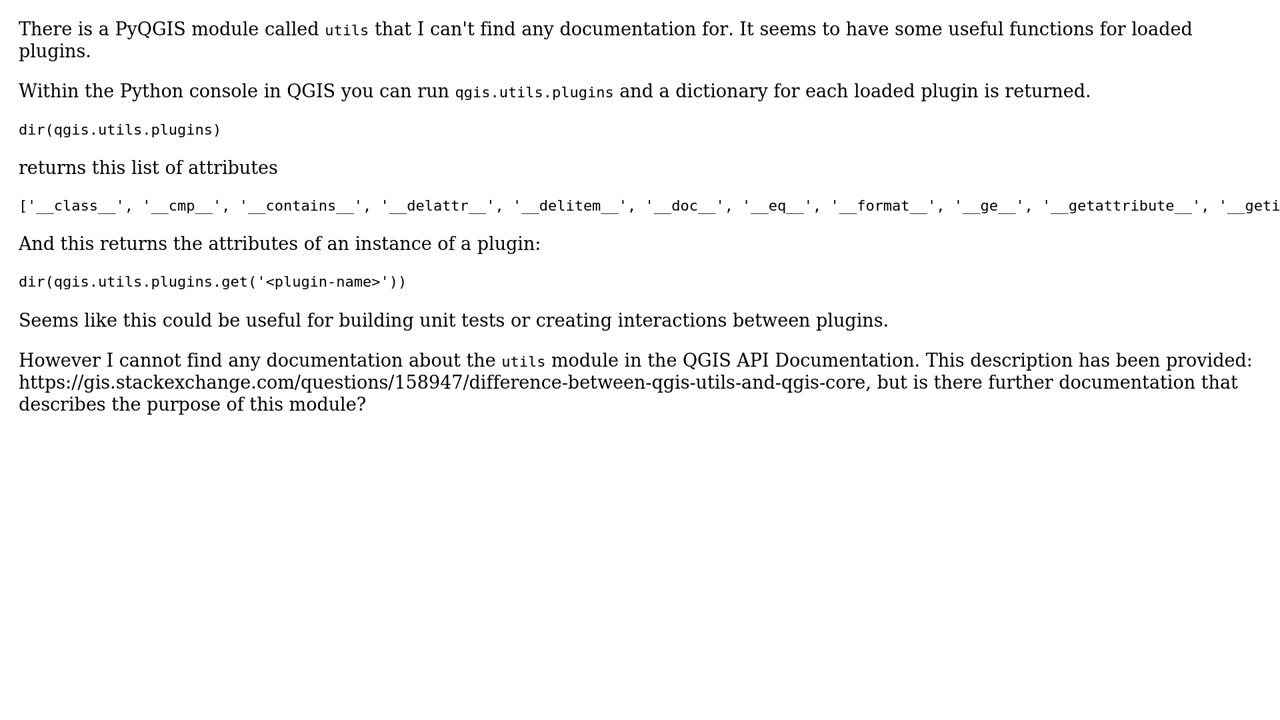 There is a PyQGIS module called utils that I can't find any documentation for. It seems to have some useful functions for loaded
plugins.
Within the Python console in QGIS you can run qgis.utils.plugins and a dictionary for each loaded plugin is returned.
dir(qgis.utils.plugins)
returns this list of attributes
['__class__', '__cmp__', '__contains__', '__delattr__', '__delitem__', '__doc__', '__eq__', '__format__', '__ge__', '__getattribute__', '__geti
And this returns the attributes of an instance of a plugin:
dir(qgis.utils.plugins.get('<plugin-name>'))
Seems like this could be useful for building unit tests or creating interactions between plugins.
However I cannot find any documentation about the utils module in the QGIS API Documentation. This description has been provided:
https://gis.stackexchange.com/questions/158947/difference-between-qgis-utils-and-qgis-core, but is there further documentation that
describes the purpose of this module?